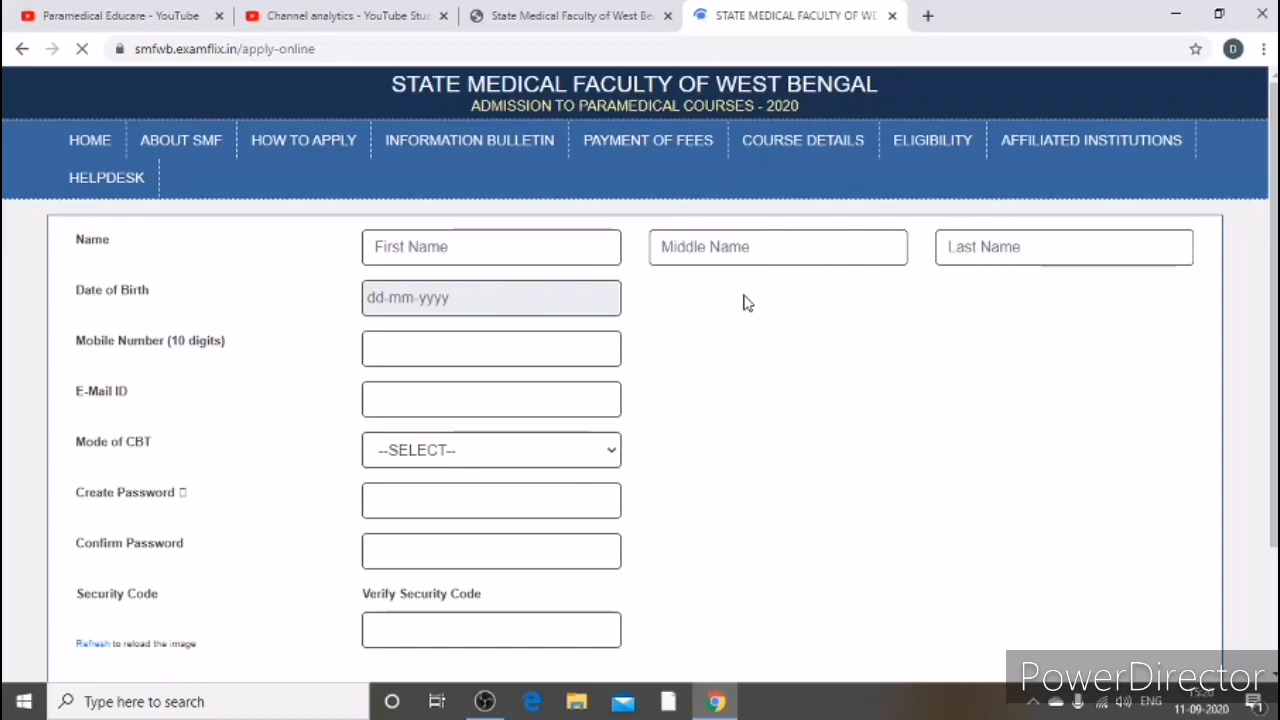 Paramedical Educare - YouTube
Channel analytics - YouTube Stu
State Medical Faculty of West Be
STATE MEDICAL FACULTY OF WE
smfwb.examflix.in/apply-online
D
STATE MEDICAL FACULTY OF WEST BENGAL
ADMISSION TO PARAMEDICAL COURSES - 2020
HOME
ABOUT SMF
HOW TO APPLY
INFORMATION BULLETIN
PAYMENT OF FEES
COURSE DETAILS
ELIGIBILITY
AFFILIATED INSTITUTIONS
HELPDESK
Name
First Name
Middle Name
Last Name
Date of Birth
dd-mm-yyyy
Mobile Number (10 digits)
E-Mail ID
Mode of CBT
--SELECT--
Create Password
Confirm Password
Security Code
Verify Security Code
Refresh to reload the image
PowerDirector
Type here to search
ENG
11-09-2020
1